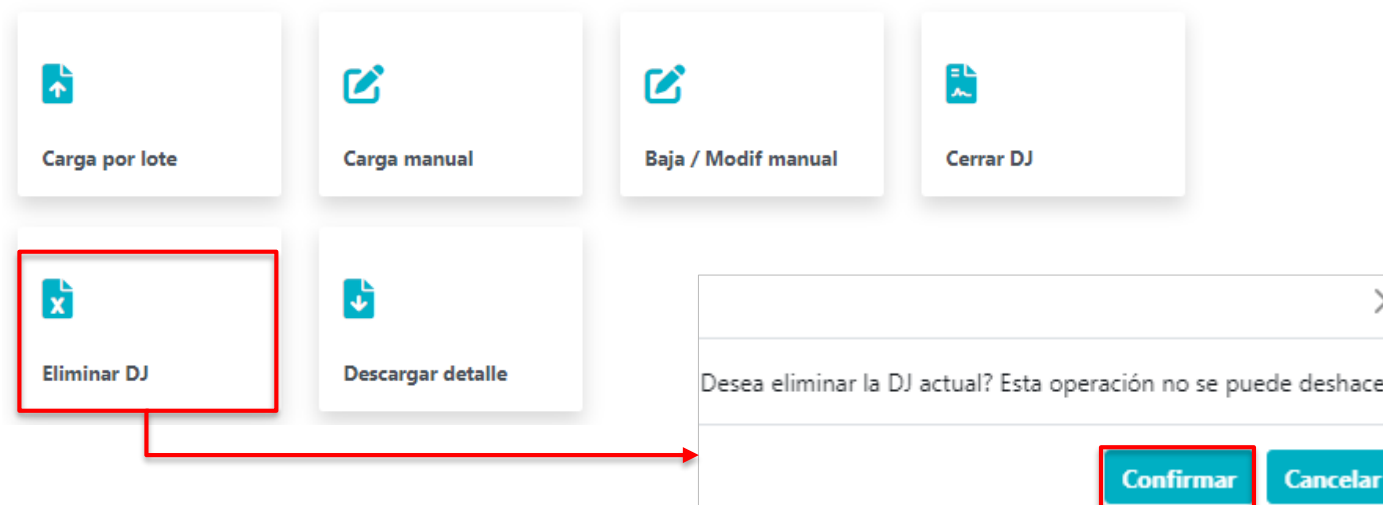 Carga por lote
Carga manual
Baja / Modif manual
Cerrar DJ
Eliminar DJ
Descargar detalle
Desea eliminar la DJ actual? Esta operación no se puede deshace
Confirmar
Cancelar